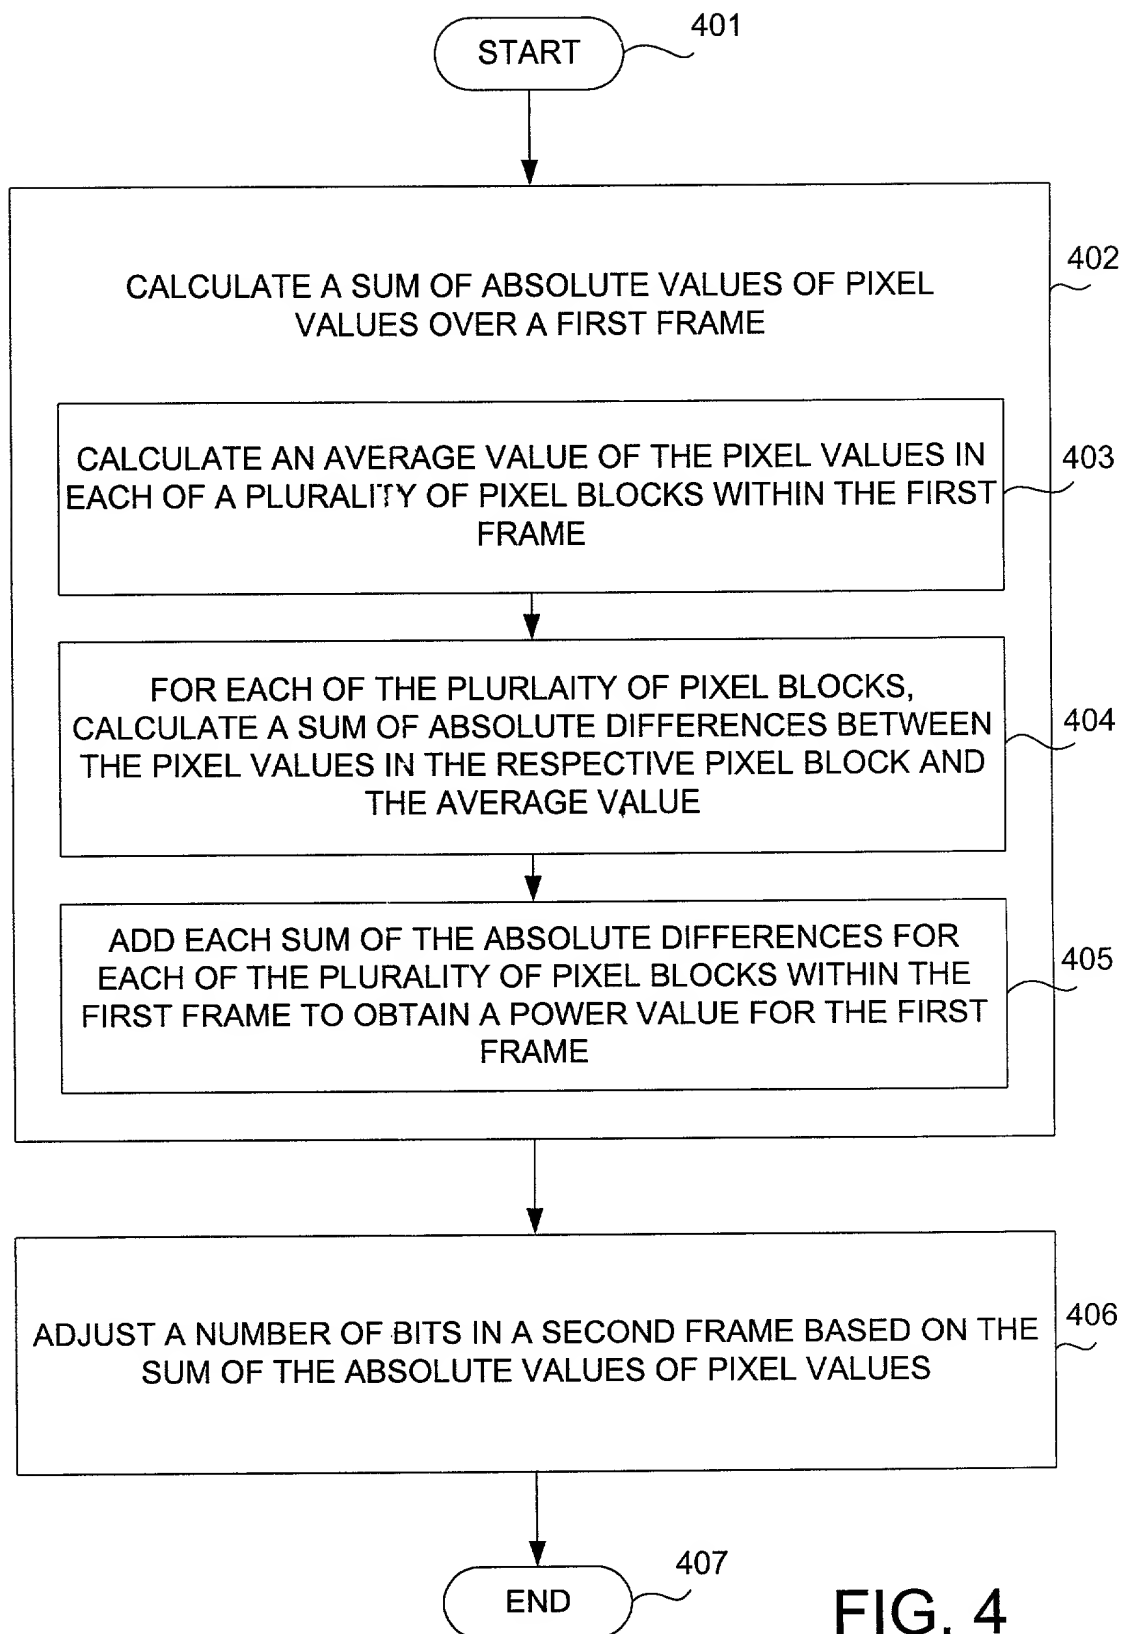 START
401
402
CALCULATE A SUM OF ABSOLUTE VALUES OF PIXEL
VALUES OVER A FIRST FRAME
CALCULATE AN AVERAGE VALUE OF THE PIXEL VALUES IN
EACH OF A PLURALITY OF PIXEL BLOCKS WITHIN THE FIRST
FRAME
403
FOR EACH OF THE PLURLAITY OF PIXEL BLOCKS,
CALCULATE A SUM OF ABSOLUTE DIFFERENCES BETWEEN
THE PIXEL VALUES IN THE RESPECTIVE PIXEL BLOCK AND
THE AVERAGE VALUE
404
ADD EACH SUM OF THE ABSOLUTE DIFFERENCES FOR
EACH OF THE PLURALITY OF PIXEL BLOCKS WITHIN THE
FIRST FRAME TO OBTAIN A POWER VALUE FOR THE FIRST
FRAME
405
ADJUST A NUMBER OF BITS IN A SECOND FRAME BASED ON THE
SUM OF THE ABSOLUTE VALUES OF PIXEL VALUES
406
END
407
FIG. 4